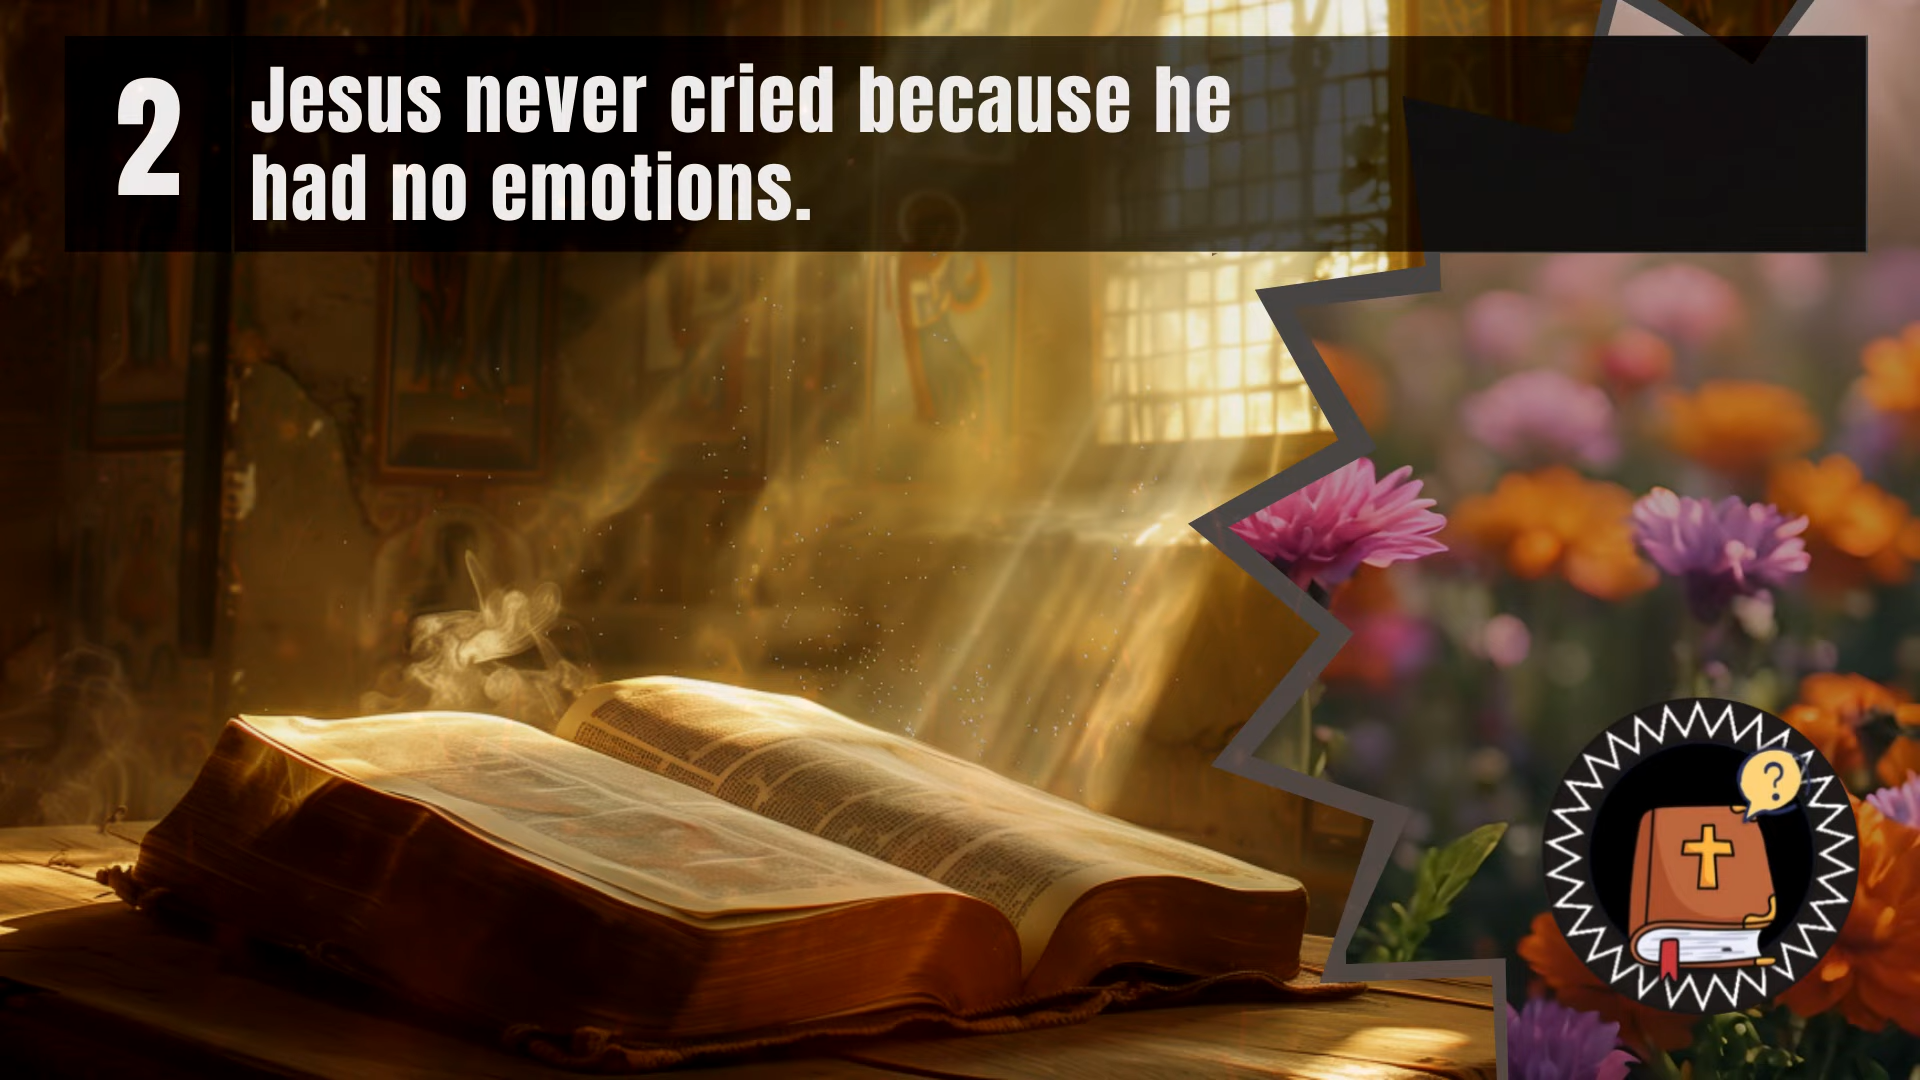 2
Jesus never cried because he
had no emotions.
?